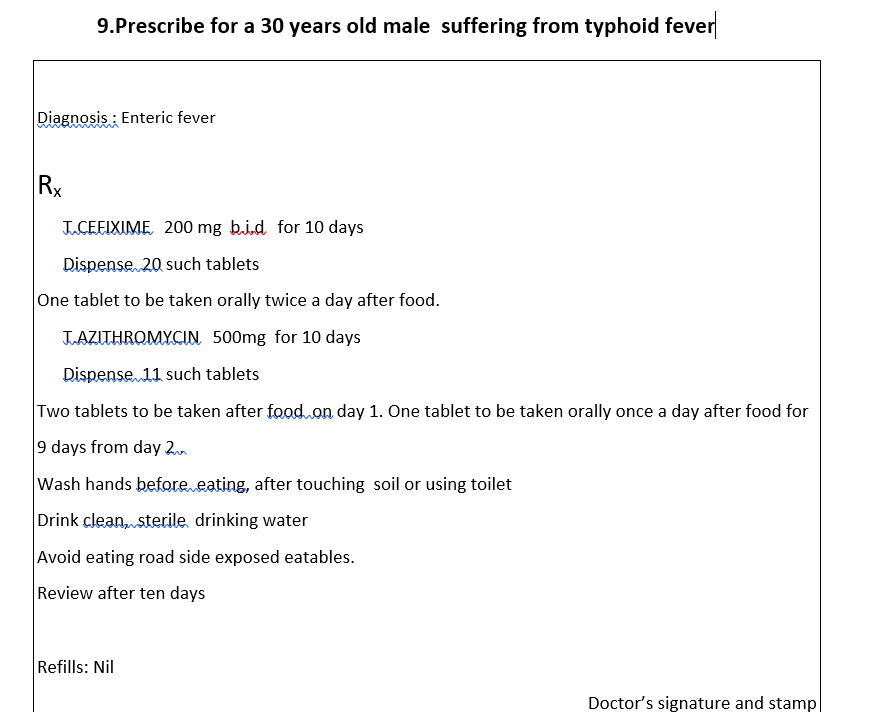 9.Prescribe for a 30 years old male suffering from typhoid fever
Diagnosis : Enteric fever
Rx
T.CEFIXIME 200 mg b.i.d for 10 days
Dispense 20 such tablets
One tablet to be taken orally twice a day after food.
T.AZITHROMYCIN 500mg for 10 days
Dispense 11 such tablets
Two tablets to be taken after food on day 1. One tablet to be taken orally once a day after food for
9 days from day 2 .
Wash hands before eating, after touching soil or using toilet
Drink clean, sterile drinking water
Avoid eating road side exposed eatables.
Review after ten days
Refills: Nil
Doctor’s signature and stamp